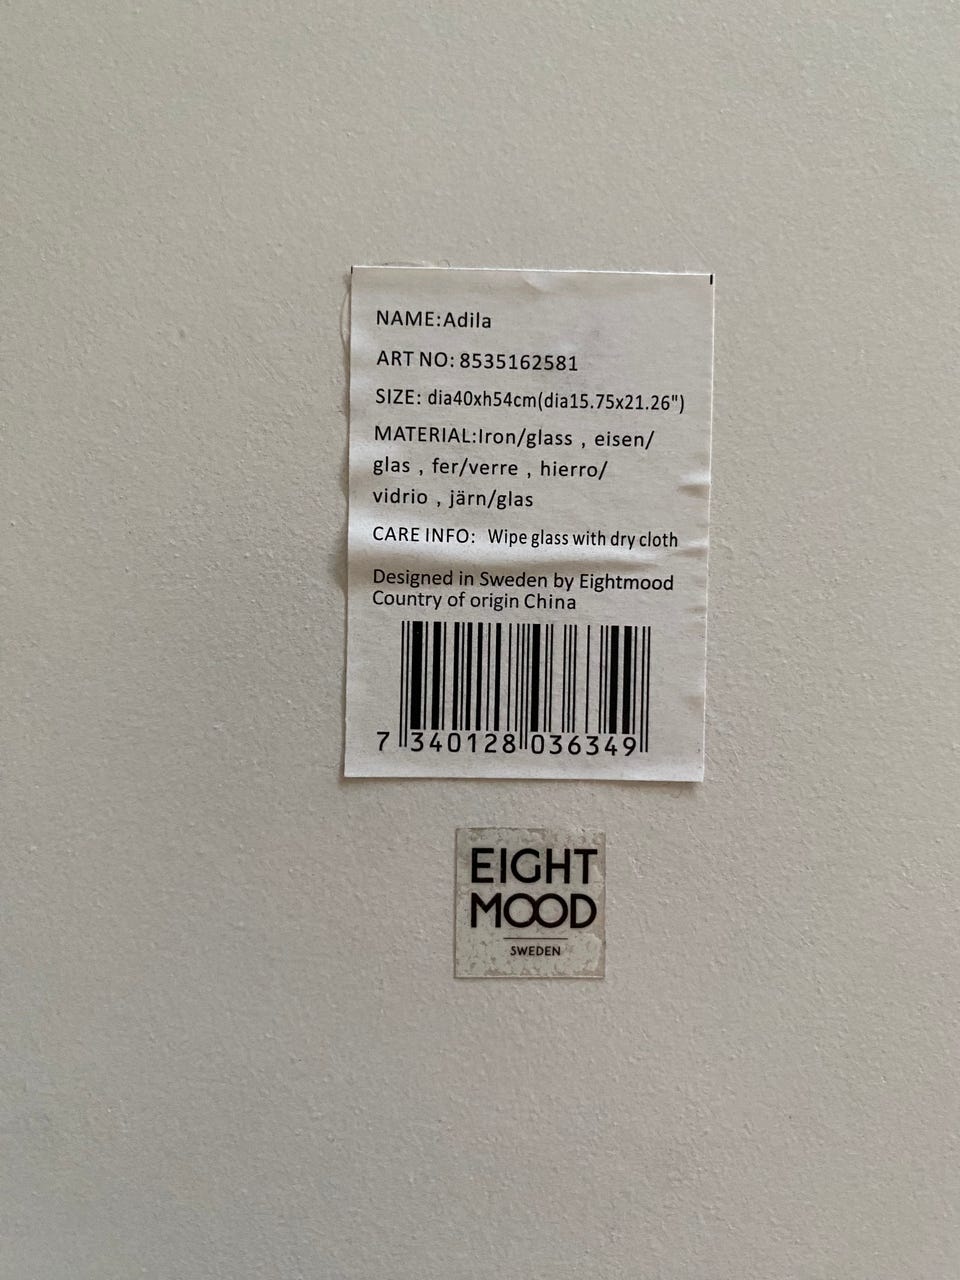 NAME:Adila
ART NO: 8535162581
SIZE: dia40xh54cm(dia15.75x21.26")
MATERIAL:Iron/glass , eisen/
glas , fer/verre , hierro/
vidrio , järn/glas
CARE INFO: Wipe glass with dry cloth
Designed in Sweden by Eightmood
Country of origin China
7 340128 036349
EIGHT
MOOD
SWEDEN